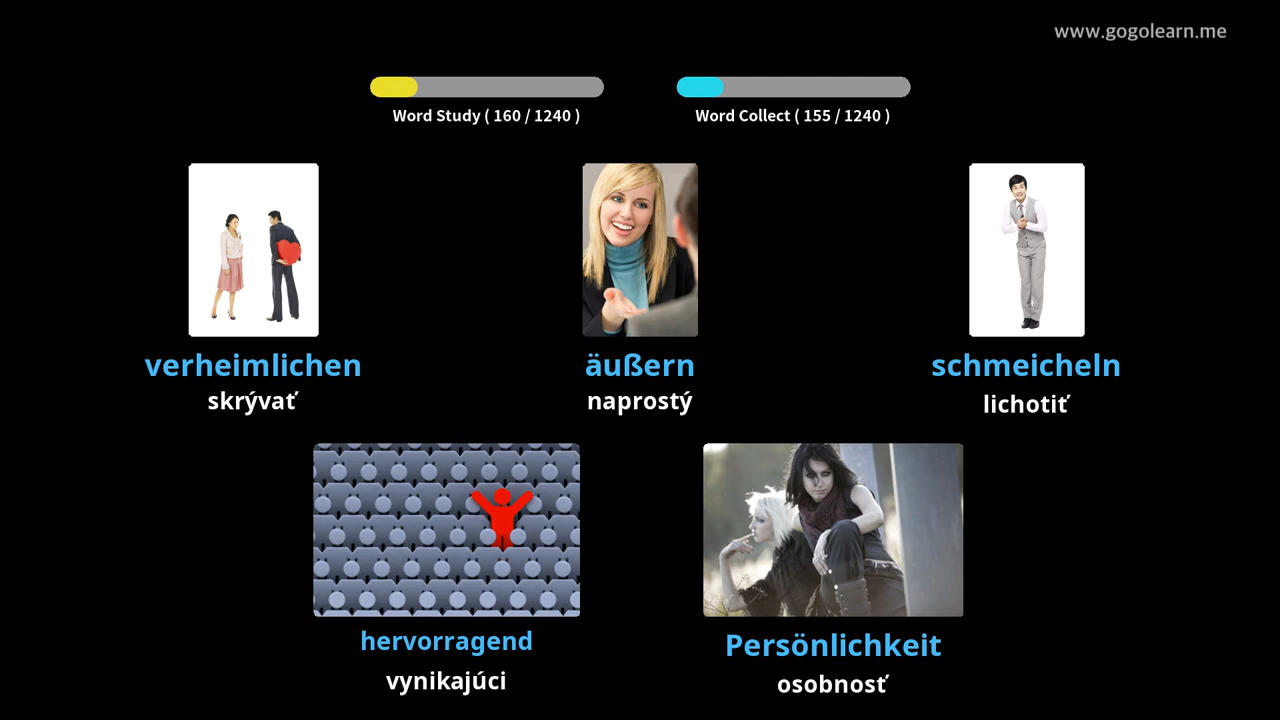 www.gogolearn.me
Word Study ( 160 / 1240 )
Word Collect ( 155 / 1240 )
verheimlichen
skrývať
äußern
naprostý
schmeicheln
lichotiť
hervorragend
vynikajúci
Persönlichkeit
osobnosť